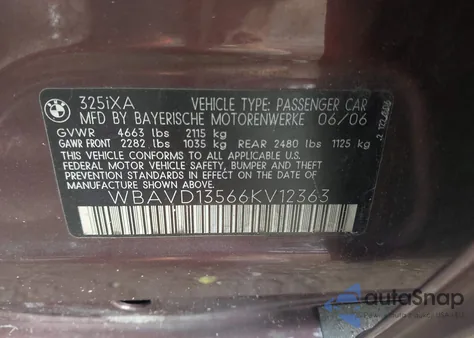 325iXA VEHICLE TYPE: PASSENGER CAR
MFD BY BAYERISCHE MOTORENWERKE 06/06
GVWR 4663 lbs 2115 kg
GAWR FRONT 2282 lbs 1035 kg REAR 2480 lbs 1125 kg
THIS VEHICLE CONFORMS TO ALL APPLICABLE U.S.
FEDERAL MOTOR VEHICLE SAFETY, BUMPER, AND
THEFT PREVENTION STANDARDS IN EFFECT ON THE DATE
OF MANUFACTURE SHOWN ABOVE.
WBAVD13566KV12363
autoSnap